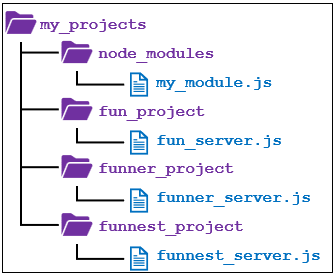 my_projects
node_modules
my_module.js
fun_project
fun_server.js
funner_project
funner_server.js
funnest_project
funnest_server.js